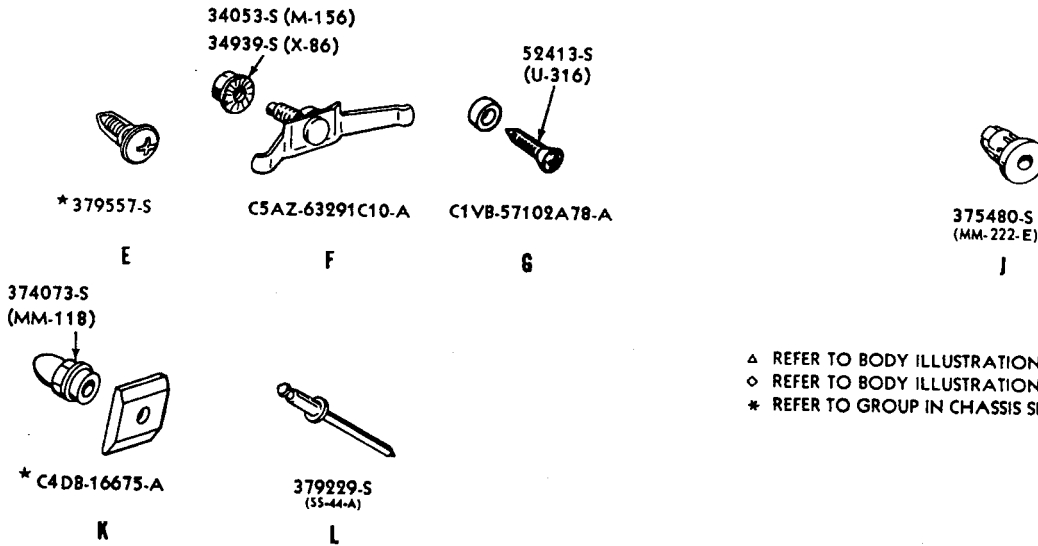 34053-S (M-156)
34939-S (X-86)
52413-S
(U-316)
★ 379557-S
C5AZ-63291C10-A
C1VB-57102A78-A
375480-S
(MM-222-E)
E
F
G
J
374073-S
(MM-118)
△ REFER TO BODY ILLUSTRATION
◇ REFER TO BODY ILLUSTRATION
* REFER TO GROUP IN CHASSIS
★ C4DB-16675-A
379229-S
(55-44-A)
K
L